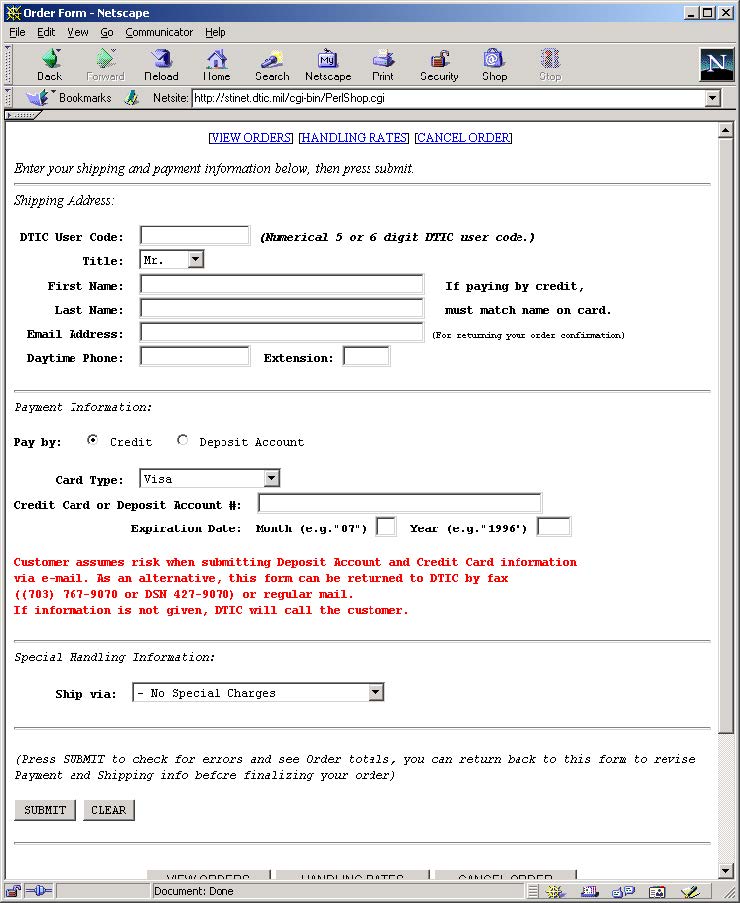 Order Form - Netscape
File Edit View Go Communicator Help
Back Forward Reload Home Search Netscape Print Security Shop Stop
My
N
Bookmarks Netsite: http://stinet.dtic.mil/cgi-bin/PerlShop.cgi
[VIEW ORDERS] [HANDLING RATES] [CANCEL ORDER]
Enter your shipping and payment information below, then press submit.
Shipping Address:
DTIC User Code: (Numerical 5 or 6 digit DTIC user code.)
Title: Mr.
First Name: If paying by credit,
Last Name: must match name on card.
Email Address: (For returning your order confirmation)
Daytime Phone: Extension:
Payment Information:
Pay by: Credit Deposit Account
Card Type: Visa
Credit Card or Deposit Account #:
Expiration Date: Month (e.g."07") Year (e.g."1996")
Customer assumes risk when submitting Deposit Account and Credit Card information
via e-mail. As an alternative, this form can be returned to DTIC by fax
((703) 767-9070 or DSN 427-9070) or regular mail.
If information is not given, DTIC will call the customer.
Special Handling Information:
Ship via: - No Special Charges
(Press SUBMIT to check for errors and see Order totals, you can return back to this form to revise
Payment and Shipping info before finalizing your order)
SUBMIT CLEAR
VIEW ORDERS HANDLING RATES CANCEL ORDER
Document: Done